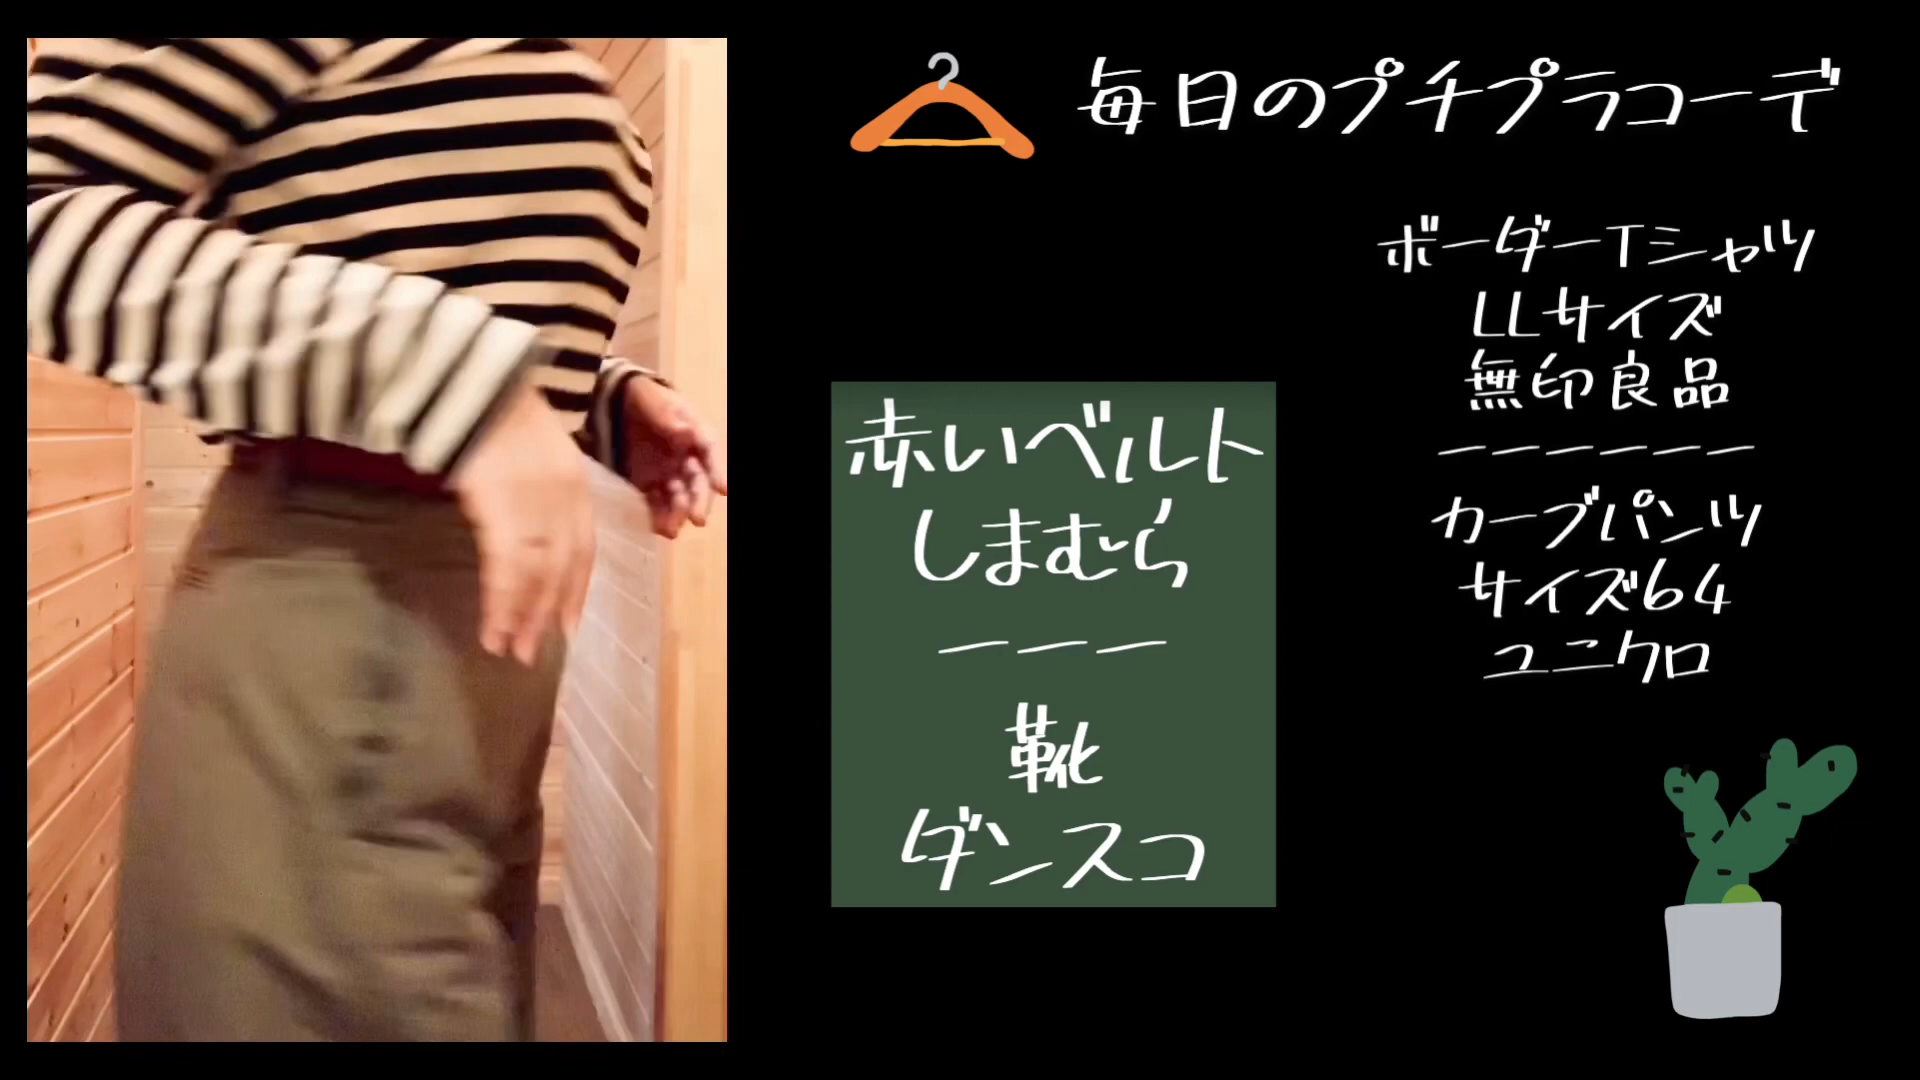 毎日のプチプラコーデ
ボーダーTシャツ
LLサイズ
無印良品
ーーーーーー
カーブパンツ
サイズ64
ユニクロ
赤いベルト
しまむら
ーーー
靴
ダンスコ